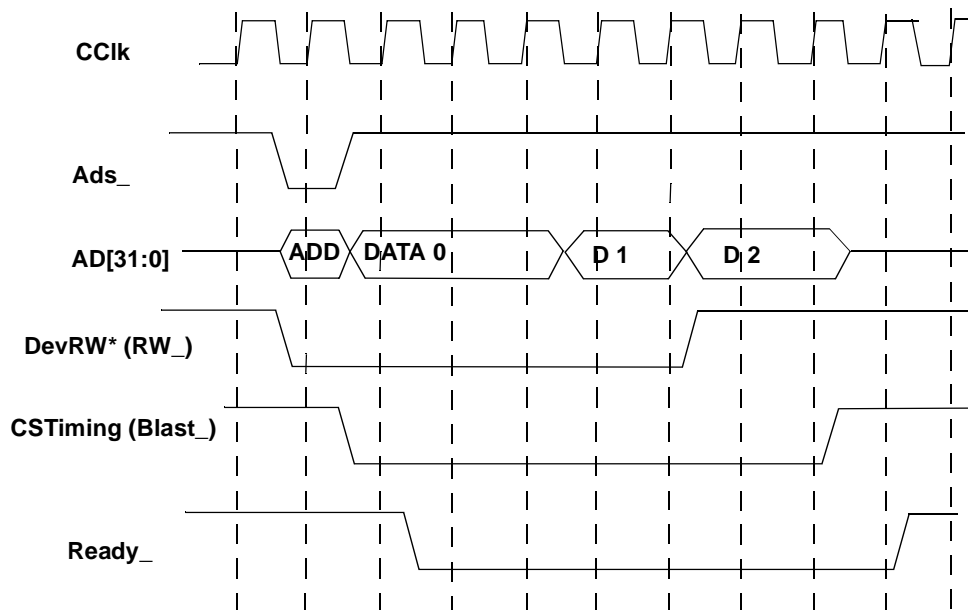 CClk
Ads_
AD[31:0]
ADD
DATA 0
D 1
D 2
DevRW* (RW_)
CSTiming (Blast_)
Ready_